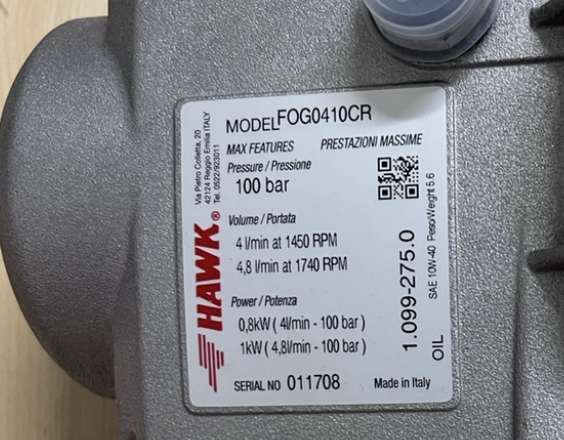 MODEL FOG0410CR
MAX FEATURES PRESTAZIONI MASSIME
Pressure / Pressione
100 bar
Volume / Portata
4 l/min at 1450 RPM
4,8 l/min at 1740 RPM
Power / Potenza
0,8kW ( 4l/min - 100 bar )
1kW ( 4,8l/min - 100 bar )
SERIAL NO 011708
Made in Italy
HAWK®
Via Pietro Colletta, 20
42124 Reggio Emilia ITALY
Tel. 0522/923011
1.099-275.0
OIL SAE 10W-40 Peso/Weight 5.6